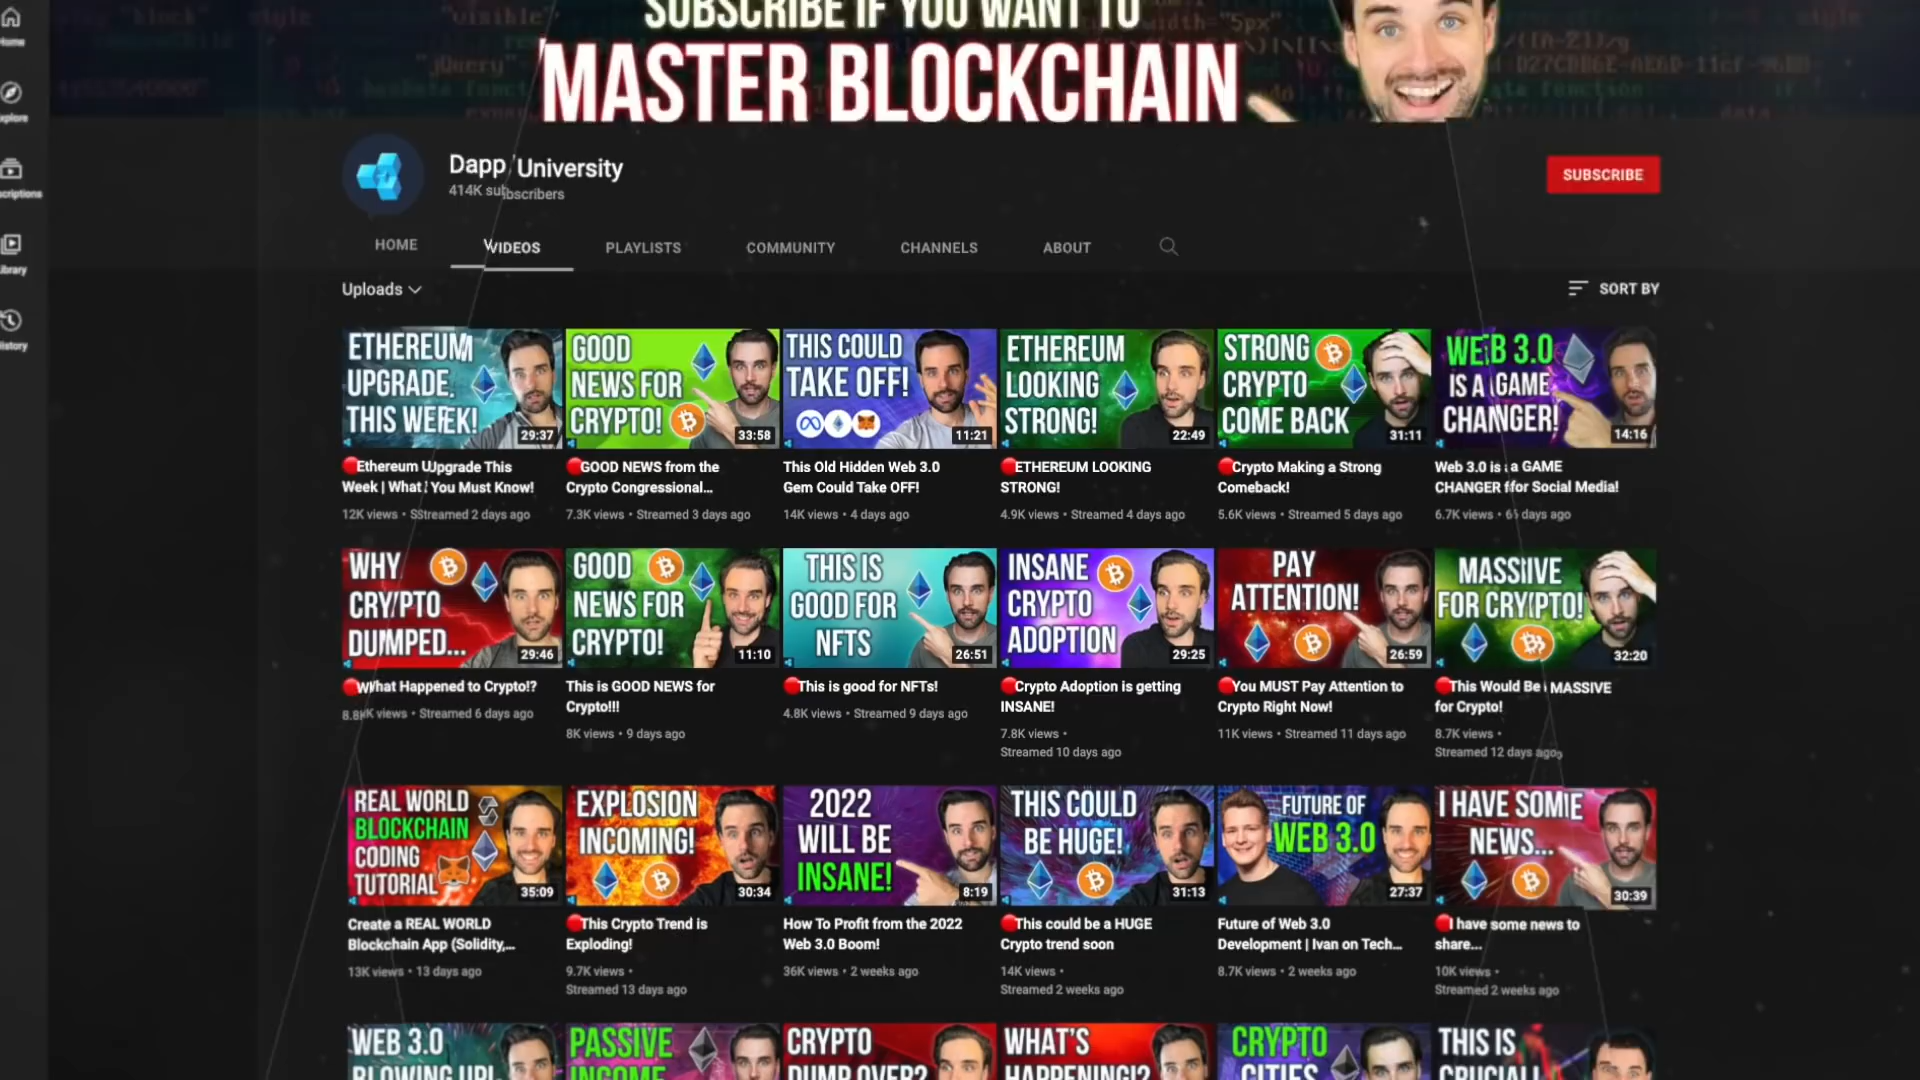 SUBSCRIBE IF YOU WANT TO
MASTER BLOCKCHAIN
Home
Explore
Dapp University
414K subscribers
SUBSCRIBE
HOME
VIDEOS
PLAYLISTS
COMMUNITY
CHANNELS
ABOUT
Uploads
SORT BY
Library
History
ETHEREUM
UPGRADE
THIS WEEK!
29:37
GOOD
NEWS FOR
CRYPTO!
33:58
THIS COULD
TAKE OFF!
11:21
ETHEREUM
LOOKING
STRONG!
22:49
STRONG
CRYPTO
COME BACK
31:11
WEB 3.0
IS A GAME
CHANGER!
14:16
Ethereum Upgrade This
Week | What You Must Know!
12K views • Streamed 2 days ago
GOOD NEWS from the
Crypto Congressional...
7.3K views • Streamed 3 days ago
This Old Hidden Web 3.0
Gem Could Take OFF!
14K views • 4 days ago
ETHEREUM LOOKING
STRONG!
4.9K views • Streamed 4 days ago
Crypto Making a Strong
Comeback!
5.6K views • Streamed 5 days ago
Web 3.0 is a GAME
CHANGER for Social Media!
6.7K views • 6 days ago
WHY
CRYPTO
DUMPED...
29:46
GOOD
NEWS FOR
CRYPTO!
11:10
THIS IS
GOOD FOR
NFTS
26:51
INSANE
CRYPTO
ADOPTION
29:25
PAY
ATTENTION!
26:59
MASSIVE
FOR CRYPTO!
32:20
What Happened to Crypto!?
8.8K views • Streamed 6 days ago
This is GOOD NEWS for
Crypto!!!
8K views • 9 days ago
This is good for NFTs!
4.8K views • Streamed 9 days ago
Crypto Adoption is getting
INSANE!
7.8K views •
Streamed 10 days ago
You MUST Pay Attention to
Crypto Right Now!
11K views • Streamed 11 days ago
This Would Be MASSIVE
for Crypto!
8.7K views •
Streamed 12 days ago
REAL WORLD
BLOCKCHAIN
CODING
TUTORIAL
35:09
EXPLOSION
INCOMING!
30:34
2022
WILL BE
INSANE!
8:19
THIS COULD
BE HUGE!
31:13
FUTURE OF
WEB 3.0
27:37
I HAVE SOME
NEWS...
30:39
Create a REAL WORLD
Blockchain App (Solidity,...
13K views • 13 days ago
This Crypto Trend is
Exploding!
9.7K views •
Streamed 13 days ago
How To Profit from the 2022
Web 3.0 Boom!
36K views • 2 weeks ago
This could be a HUGE
Crypto trend soon
14K views •
Streamed 2 weeks ago
Future of Web 3.0
Development | Ivan on Tech...
8.7K views • 2 weeks ago
I have some news to
share...
10K views •
Streamed 2 weeks ago
WEB 3.0
BLOWING UP!
PASSIVE
INCOME
CRYPTO
DUMP OVER?
WHAT'S
HAPPENING!?
CRYPTO
CITIES
THIS IS
CRUCIAL!